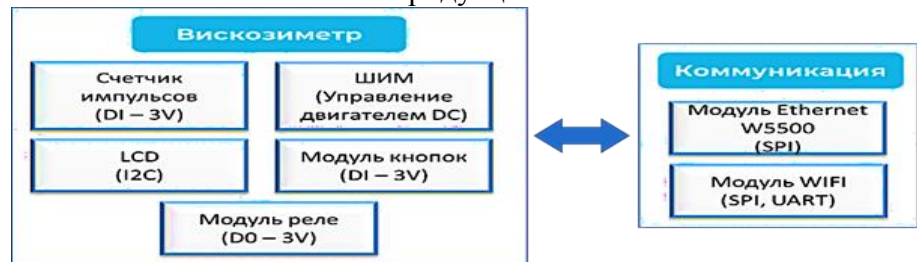 Вискозиметр
Счетчик
импульсов
(DI – 3V)
ШИМ
(Управление
двигателем DC)
LCD
(I2C)
Модуль кнопок
(DI – 3V)
Модуль реле
(D0 – 3V)
Коммуникация
Модуль Ethernet
W5500
(SPI)
Модуль WIFI
(SPI, UART)